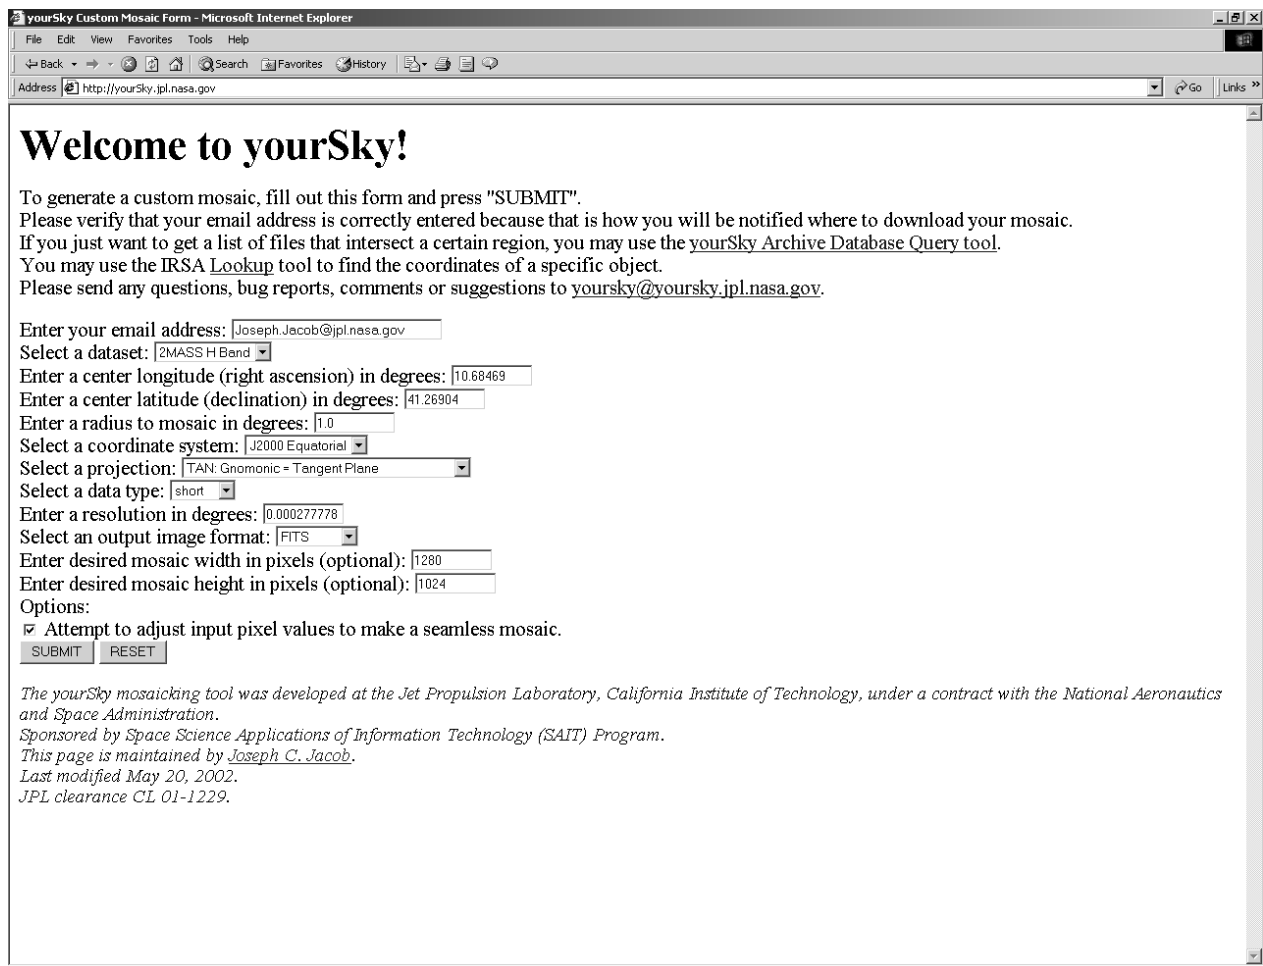 yourSky Custom Mosaic Form - Microsoft Internet Explorer
File Edit View Favorites Tools Help
Back Search Favorites History
Address http://yourSky.jpl.nasa.gov Go Links »
Welcome to yourSky!
To generate a custom mosaic, fill out this form and press "SUBMIT".
Please verify that your email address is correctly entered because that is how you will be notified where to download your mosaic.
If you just want to get a list of files that intersect a certain region, you may use the yourSky Archive Database Query tool.
You may use the IRSA Lookup tool to find the coordinates of a specific object.
Please send any questions, bug reports, comments or suggestions to yoursky@yoursky.jpl.nasa.gov.
Enter your email address: Joseph.Jacob@jpl.nasa.gov
Select a dataset: 2MASS H Band
Enter a center longitude (right ascension) in degrees: 10.68469
Enter a center latitude (declination) in degrees: 41.26904
Enter a radius to mosaic in degrees: 1.0
Select a coordinate system: J2000 Equatorial
Select a projection: TAN: Gnomonic = Tangent Plane
Select a data type: short
Enter a resolution in degrees: 0.000277778
Select an output image format: FITS
Enter desired mosaic width in pixels (optional): 1280
Enter desired mosaic height in pixels (optional): 1024
Options:
Attempt to adjust input pixel values to make a seamless mosaic.
SUBMIT RESET
The yourSky mosaicking tool was developed at the Jet Propulsion Laboratory, California Institute of Technology, under a contract with the National Aeronautics
and Space Administration.
Sponsored by Space Science Applications of Information Technology (SAIT) Program.
This page is maintained by Joseph C. Jacob.
Last modified May 20, 2002.
JPL clearance CL 01-1229.